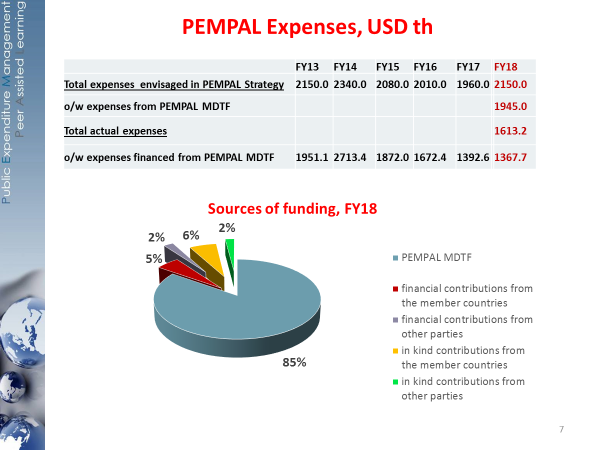 Public Expenditure Management
Peer Assisted Learning
PEMPAL Expenses, USD th
FY13 FY14 FY15 FY16 FY17 FY18
Total expenses envisaged in PEMPAL Strategy 2150.0 2340.0 2080.0 2010.0 1960.0 2150.0
o/w expenses from PEMPAL MDTF 1945.0
Total actual expenses 1613.2
o/w expenses financed from PEMPAL MDTF 1951.1 2713.4 1872.0 1672.4 1392.6 1367.7
Sources of funding, FY18
2%
6%
2%
5%
85%
PEMPAL MDTF
financial contributions from
the member countries
financial contributions from
other parties
in kind contributions from
the member countries
in kind contributions from
other parties
7